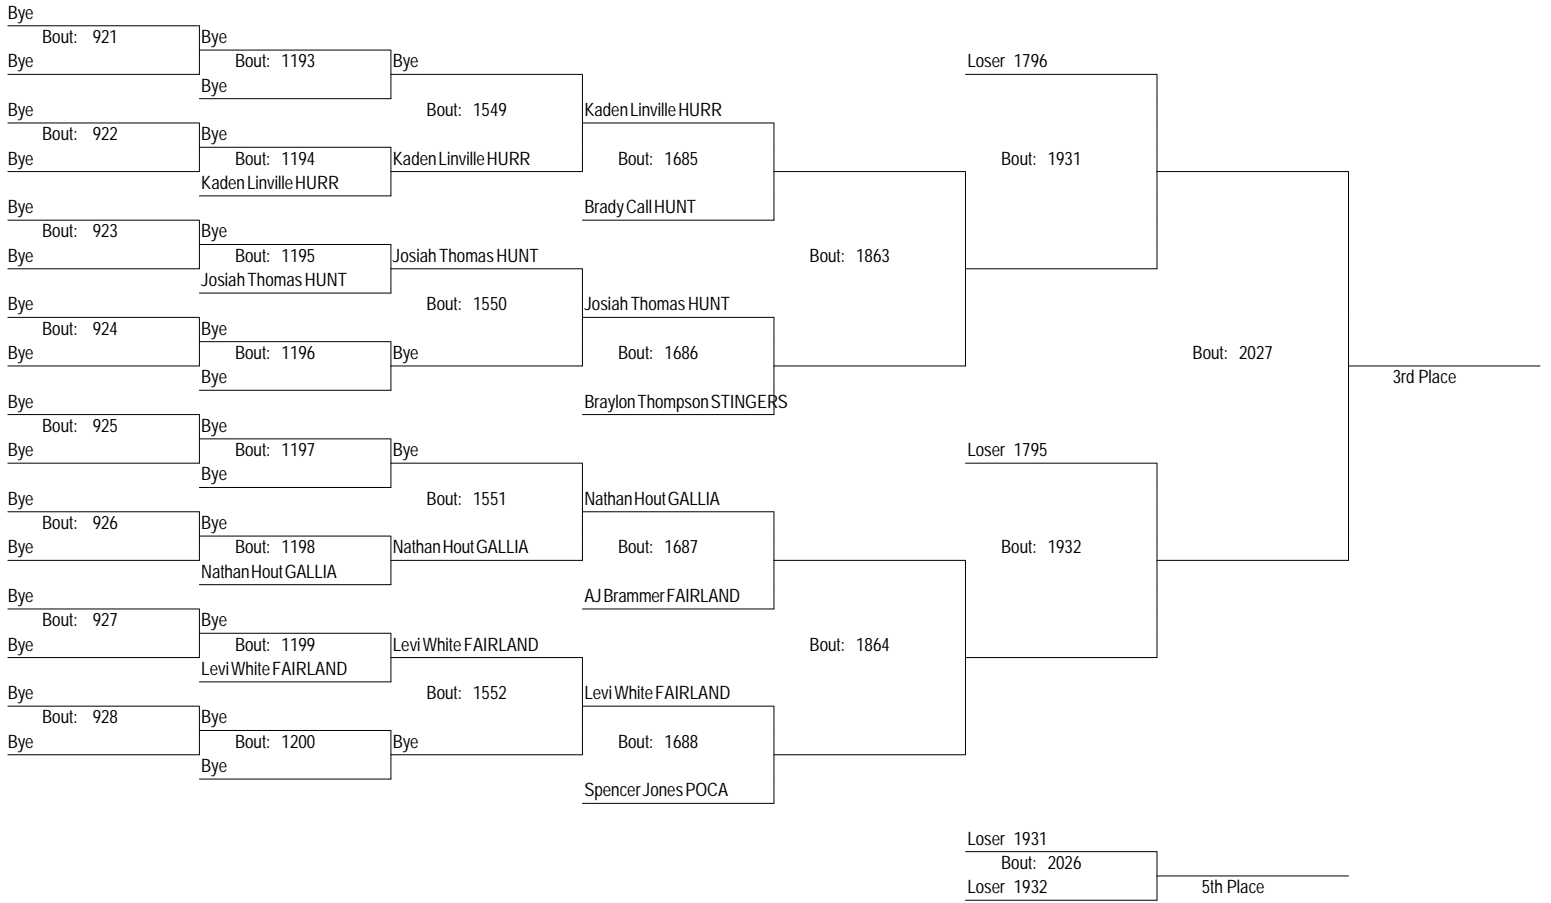 Bye
Bout: 921
Bye
Bye
Bout: 922
Bye
Bye
Bout: 923
Bye
Bye
Bout: 924
Bye
Bye
Bout: 925
Bye
Bye
Bout: 926
Bye
Bye
Bout: 927
Bye
Bye
Bout: 928
Bye
Bye
Bout: 1193
Bye
Bye
Bout: 1194
Kaden Linville HURR
Bye
Bout: 1195
Josiah Thomas HUNT
Bye
Bout: 1196
Bye
Bye
Bout: 1197
Bye
Bye
Bout: 1198
Nathan Hout GALLIA
Bye
Bout: 1199
Levi White FAIRLAND
Bye
Bout: 1200
Bye
Bye
Bout: 1549
Kaden Linville HURR
Josiah Thomas HUNT
Bout: 1550
Bye
Bye
Bout: 1551
Nathan Hout GALLIA
Levi White FAIRLAND
Bout: 1552
Bye
Kaden Linville HURR
Bout: 1685
Brady Call HUNT
Josiah Thomas HUNT
Bout: 1686
Braylon Thompson STINGERS
Nathan Hout GALLIA
Bout: 1687
AJ Brammer FAIRLAND
Levi White FAIRLAND
Bout: 1688
Spencer Jones POCA
Bout: 1863
Bout: 1864
Loser 1796
Bout: 1931
Loser 1795
Bout: 1932
Bout: 2027
3rd Place
Loser 1931
Bout: 2026
Loser 1932
5th Place